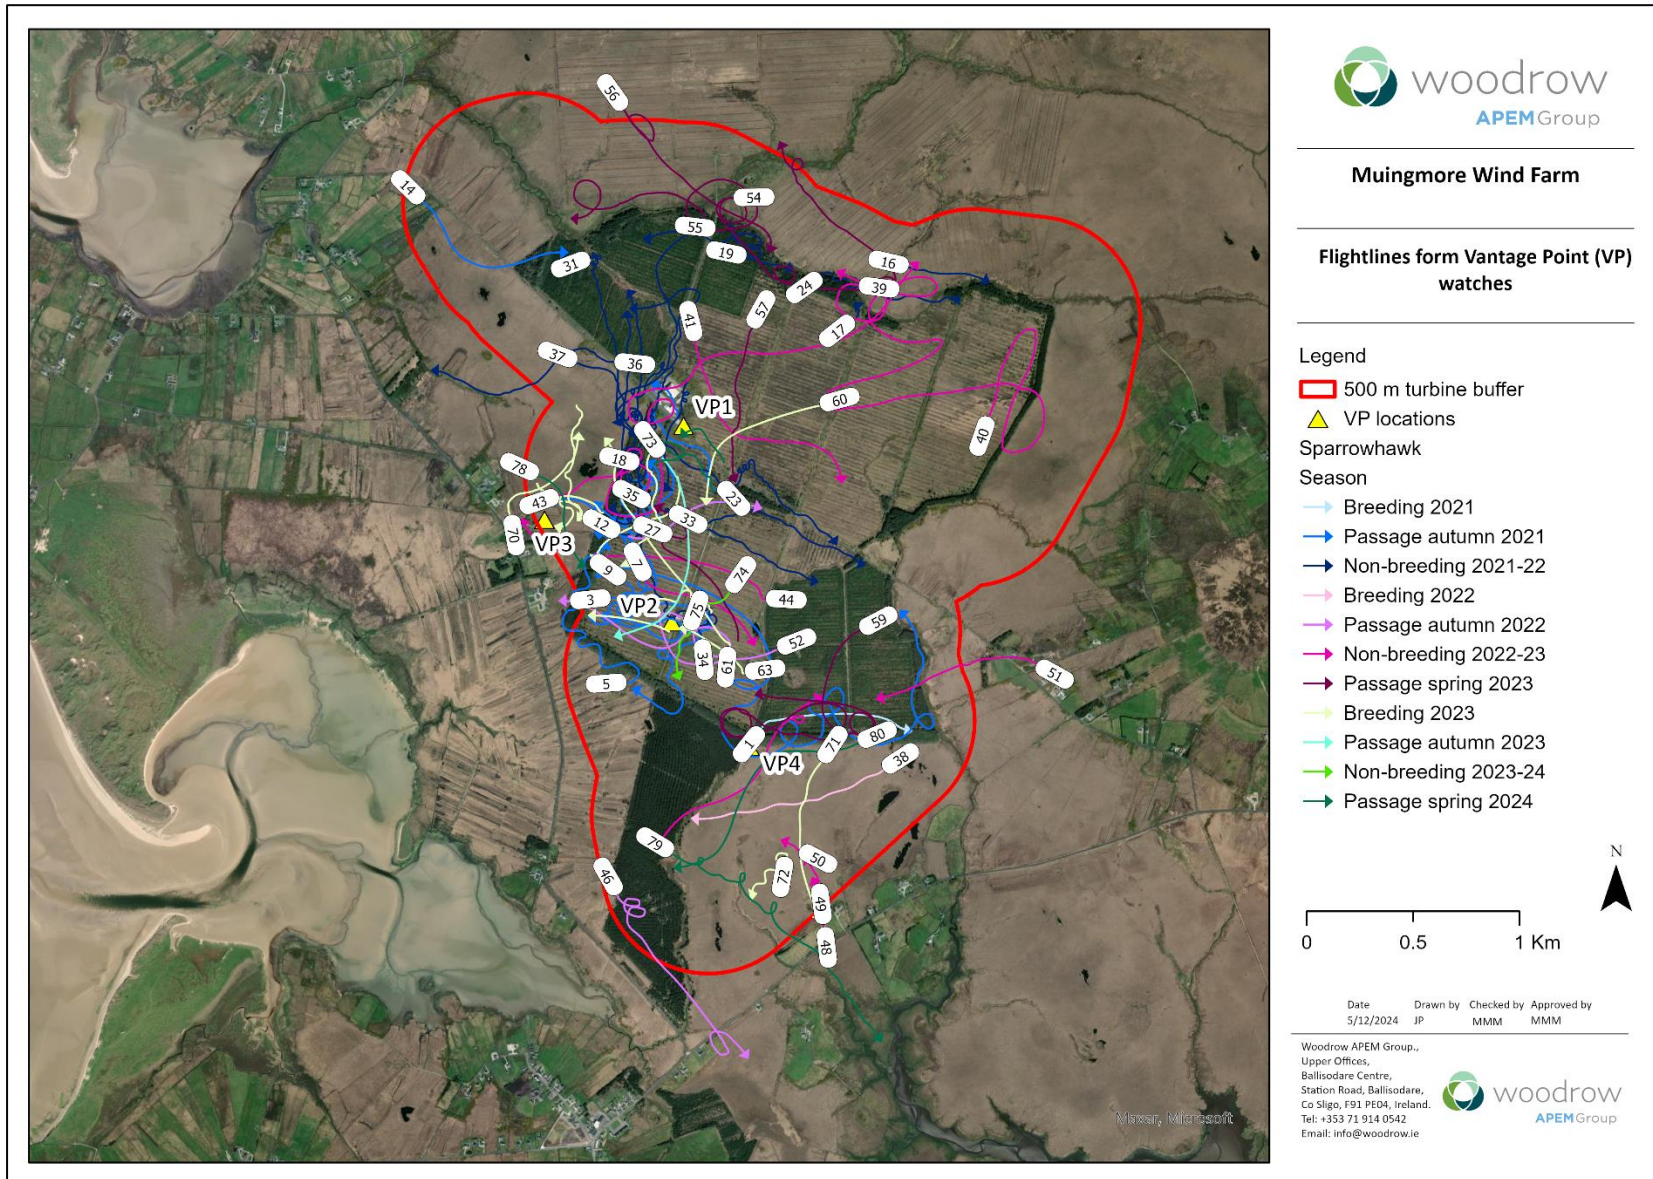 56
14
54
55
19
16
31
24
39
57
41
17
37
36
60
VP1
73
40
18
78
35
23
43
33
12
27
70
VP3
7
9
74
3
VP2
75
44
59
52
34
61
63
5
51
1
71
80
VP4
38
79
50
72
46
49
48
Maxar, Microsoft
woodrow
APEMGroup
Muingmore Wind Farm
Flightlines form Vantage Point (VP)
watches
Legend
500 m turbine buffer
VP locations
Sparrowhawk
Season
Breeding 2021
Passage autumn 2021
Non-breeding 2021-22
Breeding 2022
Passage autumn 2022
Non-breeding 2022-23
Passage spring 2023
Breeding 2023
Passage autumn 2023
Non-breeding 2023-24
Passage spring 2024
N
0 0.5 1 Km
Date Drawn by Checked by Approved by
5/12/2024 JP MMM MMM
Woodrow APEM Group.,
Upper Offices,
Ballisodare Centre,
Station Road, Ballisodare,
Co Sligo, F91 PE04, Ireland.
Tel: +353 71 914 0542
Email: info@woodrow.ie
woodrow
APEMGroup